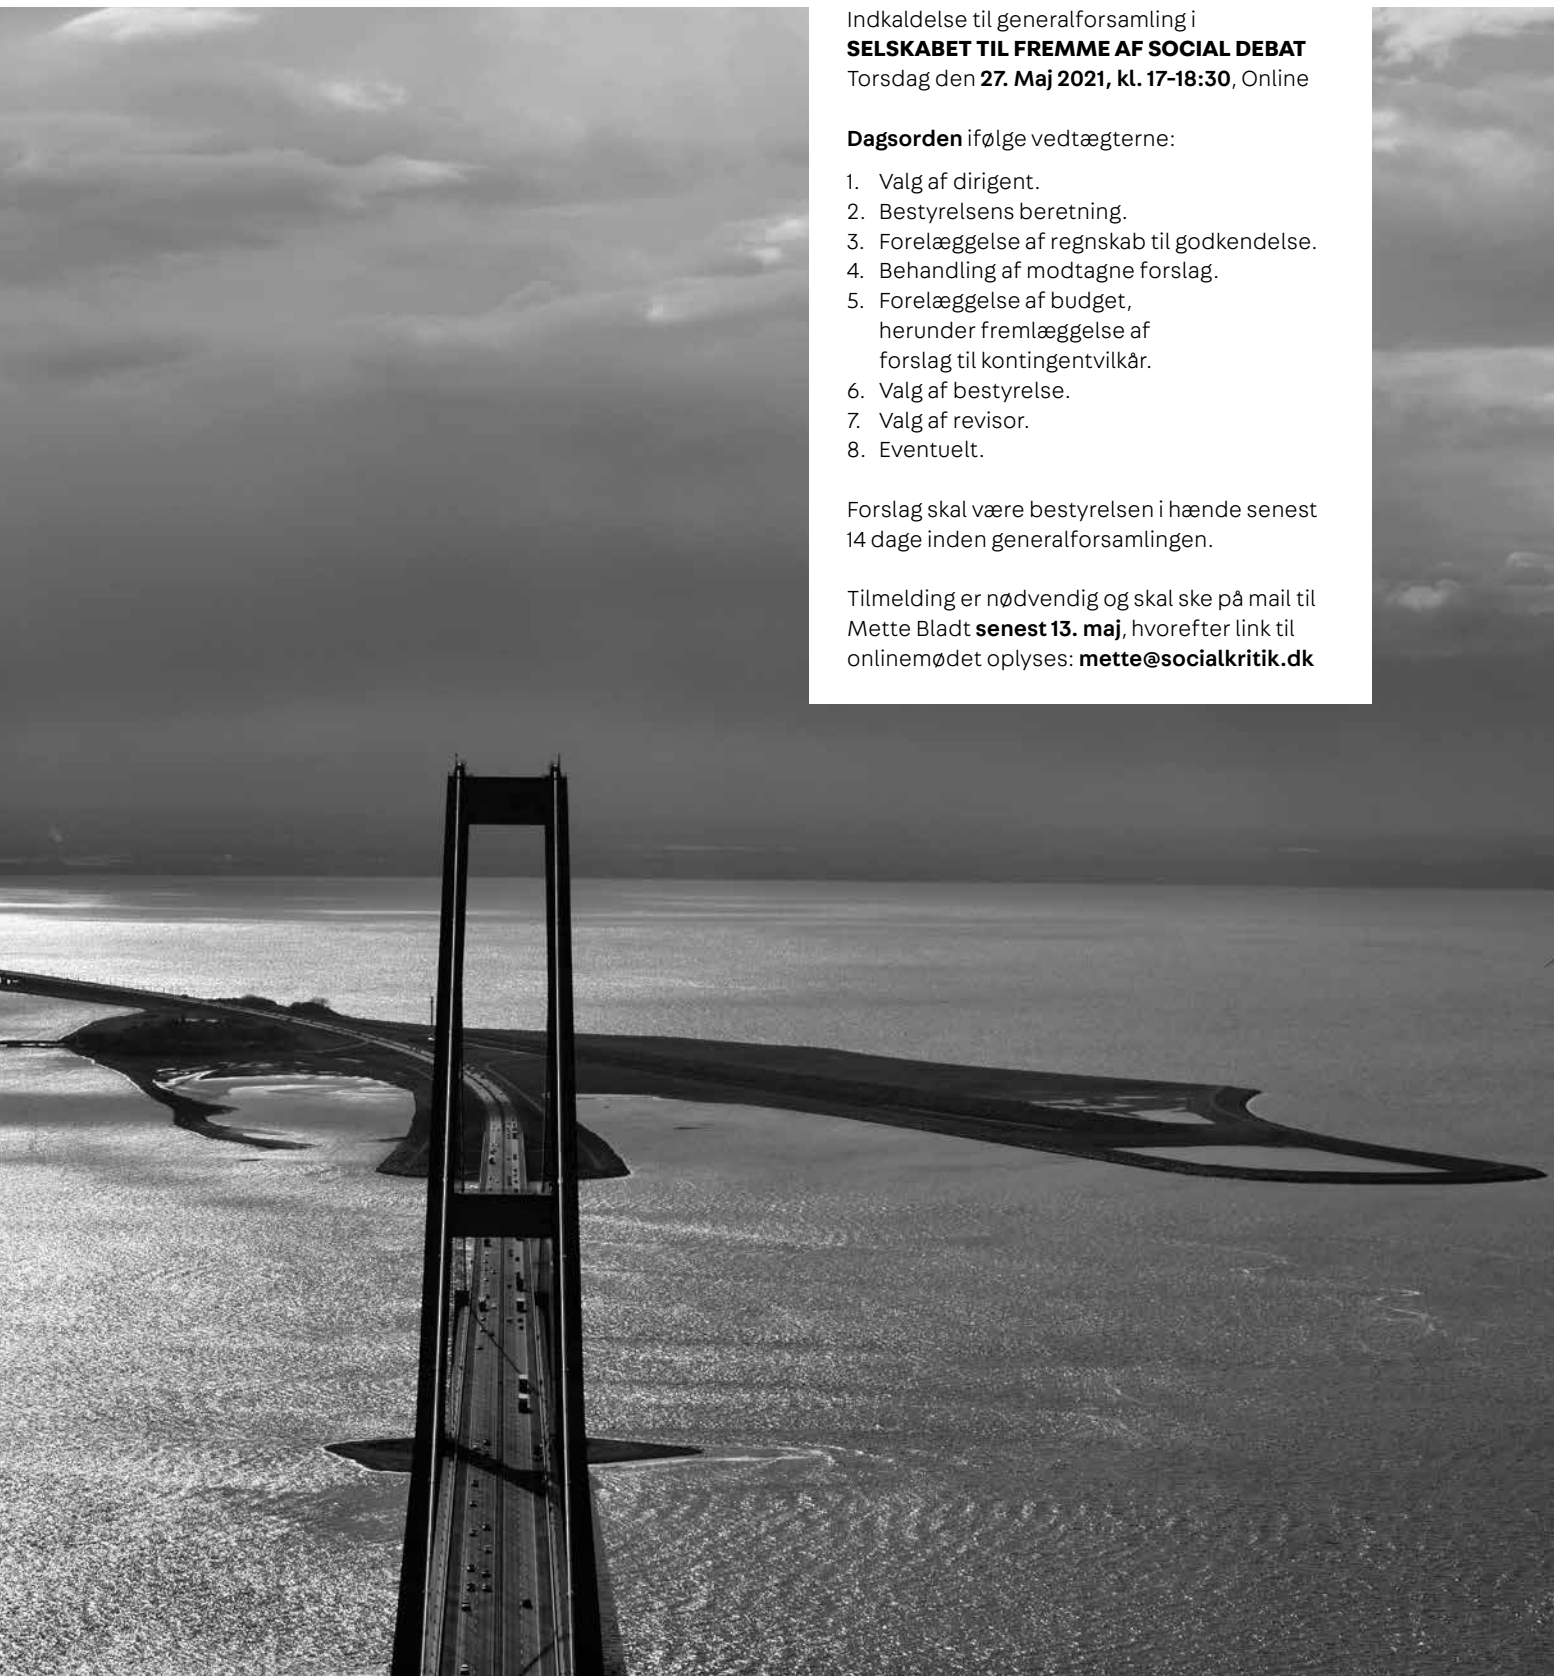 Indkaldelse til generalforsamling i
SELSKABET TIL FREMME AF SOCIAL DEBAT
Torsdag den 27. Maj 2021, kl. 17-18:30, Online
Dagsorden ifølge vedtægterne:
1. Valg af dirigent.
2. Bestyrelsens beretning.
3. Forelæggelse af regnskab til godkendelse.
4. Behandling af modtagne forslag.
5. Forelæggelse af budget,
herunder fremlæggelse af
forslag til kontingentvilkår.
6. Valg af bestyrelse.
7. Valg af revisor.
8. Eventuelt.
Forslag skal være bestyrelsen i hænde senest
14 dage inden generalforsamlingen.
Tilmelding er nødvendig og skal ske på mail til
Mette Bladt senest 13. maj, hvorefter link til
onlinemødet oplyses: mette@socialkritik.dk